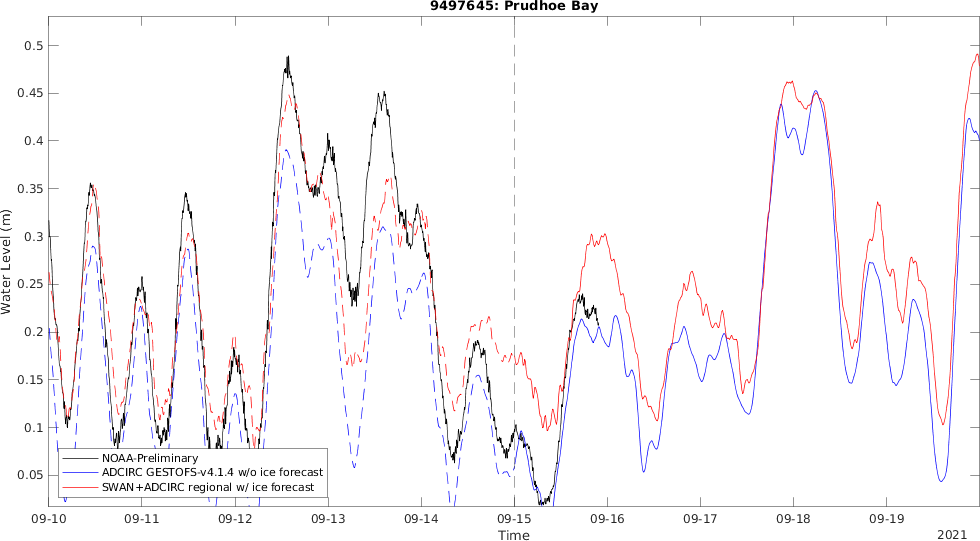 9497645: Prudhoe Bay
Water Level (m)
0.5
0.45
0.4
0.35
0.3
0.25
0.2
0.15
0.1
0.05
NOAA-Preliminary
ADCIRC GESTOFS-v4.1.4 w/o ice forecast
SWAN+ADCIRC regional w/ ice forecast
09-10 09-11 09-12 09-13 09-14 09-15 09-16 09-17 09-18 09-19
Time
2021